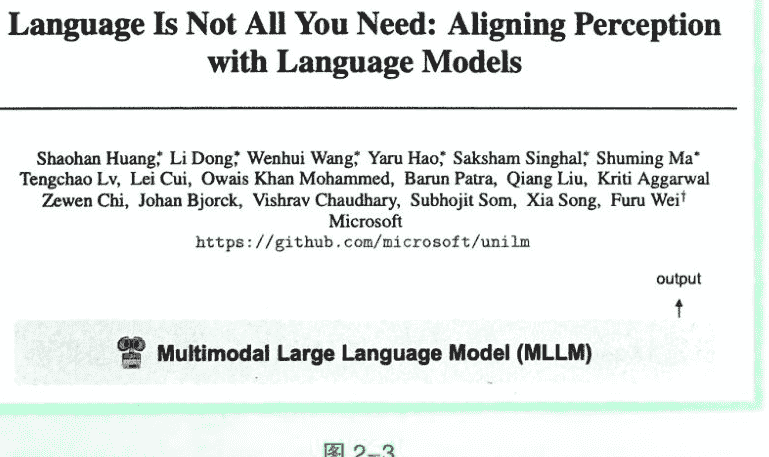 Language Is Not All You Need: Aligning Perception
with Language Models
Shaohan Huang,* Li Dong,* Wenhui Wang,* Yaru Hao,* Saksham Singhal,* Shuming Ma*
Tengchao Lv, Lei Cui, Owais Khan Mohammed, Barun Patra, Qiang Liu, Kriti Aggarwal
Zewen Chi, Johan Bjorck, Vishrav Chaudhary, Subhojit Som, Xia Song, Furu Wei†
Microsoft
https://github.com/microsoft/unilm
output
Multimodal Large Language Model (MLLM)
图 2-3